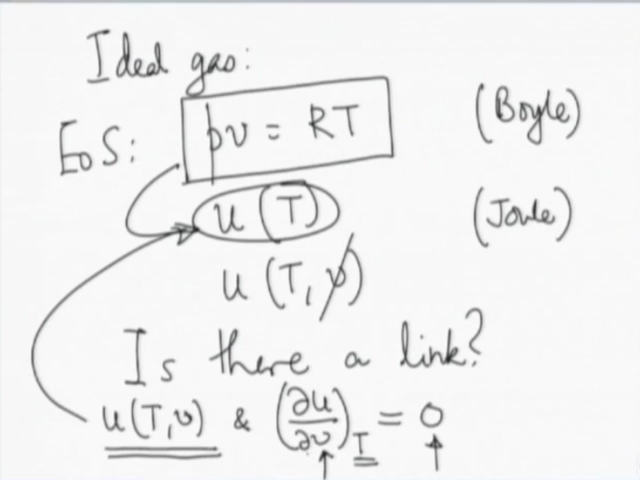 Ideal gas:
EoS: pv = RT (Boyle)
u (T) (Joule)
u (T, v)
Is there a link?
u(T,v) & (∂u/∂v)_T = 0